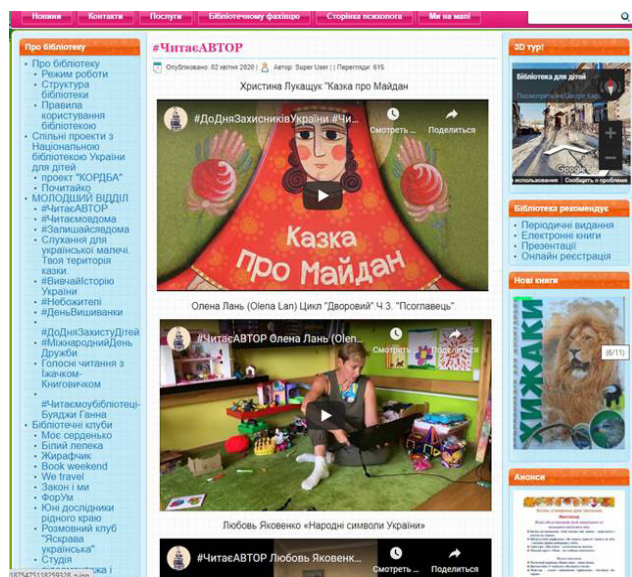 Новини Контакти Послуги Бібліотечному фахівцю Сторінка психолога Ми на мапі
Про бібліотеку
Про бібліотеку
Режим роботи
Структура
бібліотеки
Правила
користування
бібліотекою
Спільні проекти з
Національною
бібліотекою України
для дітей
проект "КОРДБА"
Почитайко
МОЛОДШИЙ ВІДДІЛ
#ЧитаєАВТОР
#Читаємовдома
#Залишайсявдома
Слухання для
української малечі.
Твоя територія
казки.
#ВивчайІсторію
України
#Небожителі
#ДеньВишиванки
#ДоДняЗахистуДітей
#МіжнароднийДень
Дружби
Голосні читання з
Їжачком-
Книговичком
#Читаємоубібліотеці-
Буяджи Ганна
Бібліотечні клуби
Моє серденько
Білий лелека
Жирафчик
Book weekend
We travel
Закон і ми
ФорУм
Юні дослідники
рідного краю
Розмовний клуб
"Яскрава
українська"
Студія
#ЧитаєАВТОР
Опубліковано: 02 квітня 2020 | Автор: Super User | | Перегляди: 615
Христина Лукащук "Казка про Майдан
#ДоДняЗахисниківУкраїни #Чи...
Смотреть ... Поделиться
Казка
про Майдан
Олена Лань (Olena Lan) Цикл "Дворовий" Ч.3. "Псоглавець".
#ЧитаєАВТОР Олена Лань (Olen...
Смотреть ... Поделиться
Любовь Яковенко «Народні символи України»
#ЧитаєАВТОР Любовь Яковенк...
Смотреть ... Поделиться
3D тур!
Бібліотека для дітей
Google
использования Сообщить о проблеме
Бібліотека рекомендує
Періодичні видання
Електронні книги
Презентації
Онлайн реєстрація
Нові книги
ХИЖАКИ
(6/11)
Анонси